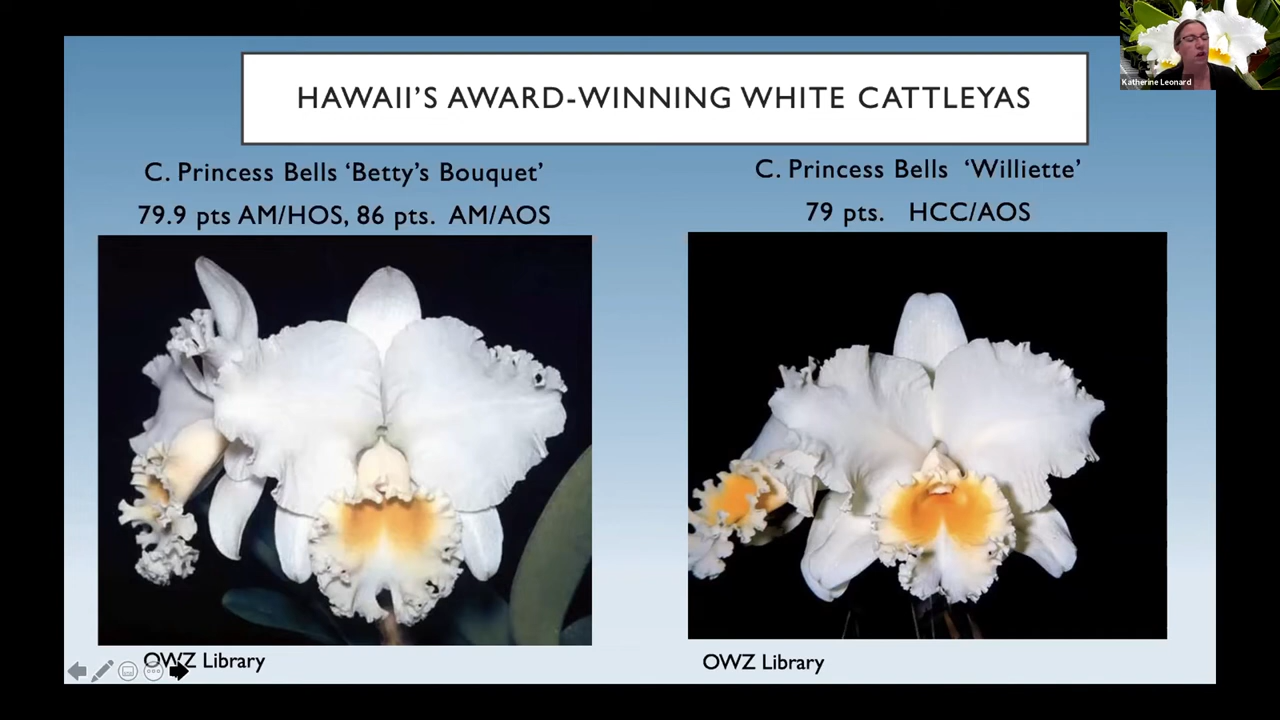 Katherine Leonard
HAWAII'S AWARD-WINNING WHITE CATTLEYAS
C. Princess Bells ‘Betty’s Bouquet’
79.9 pts AM/HOS, 86 pts. AM/AOS
C. Princess Bells ‘Williette’
79 pts. HCC/AOS
OWZ Library
OWZ Library